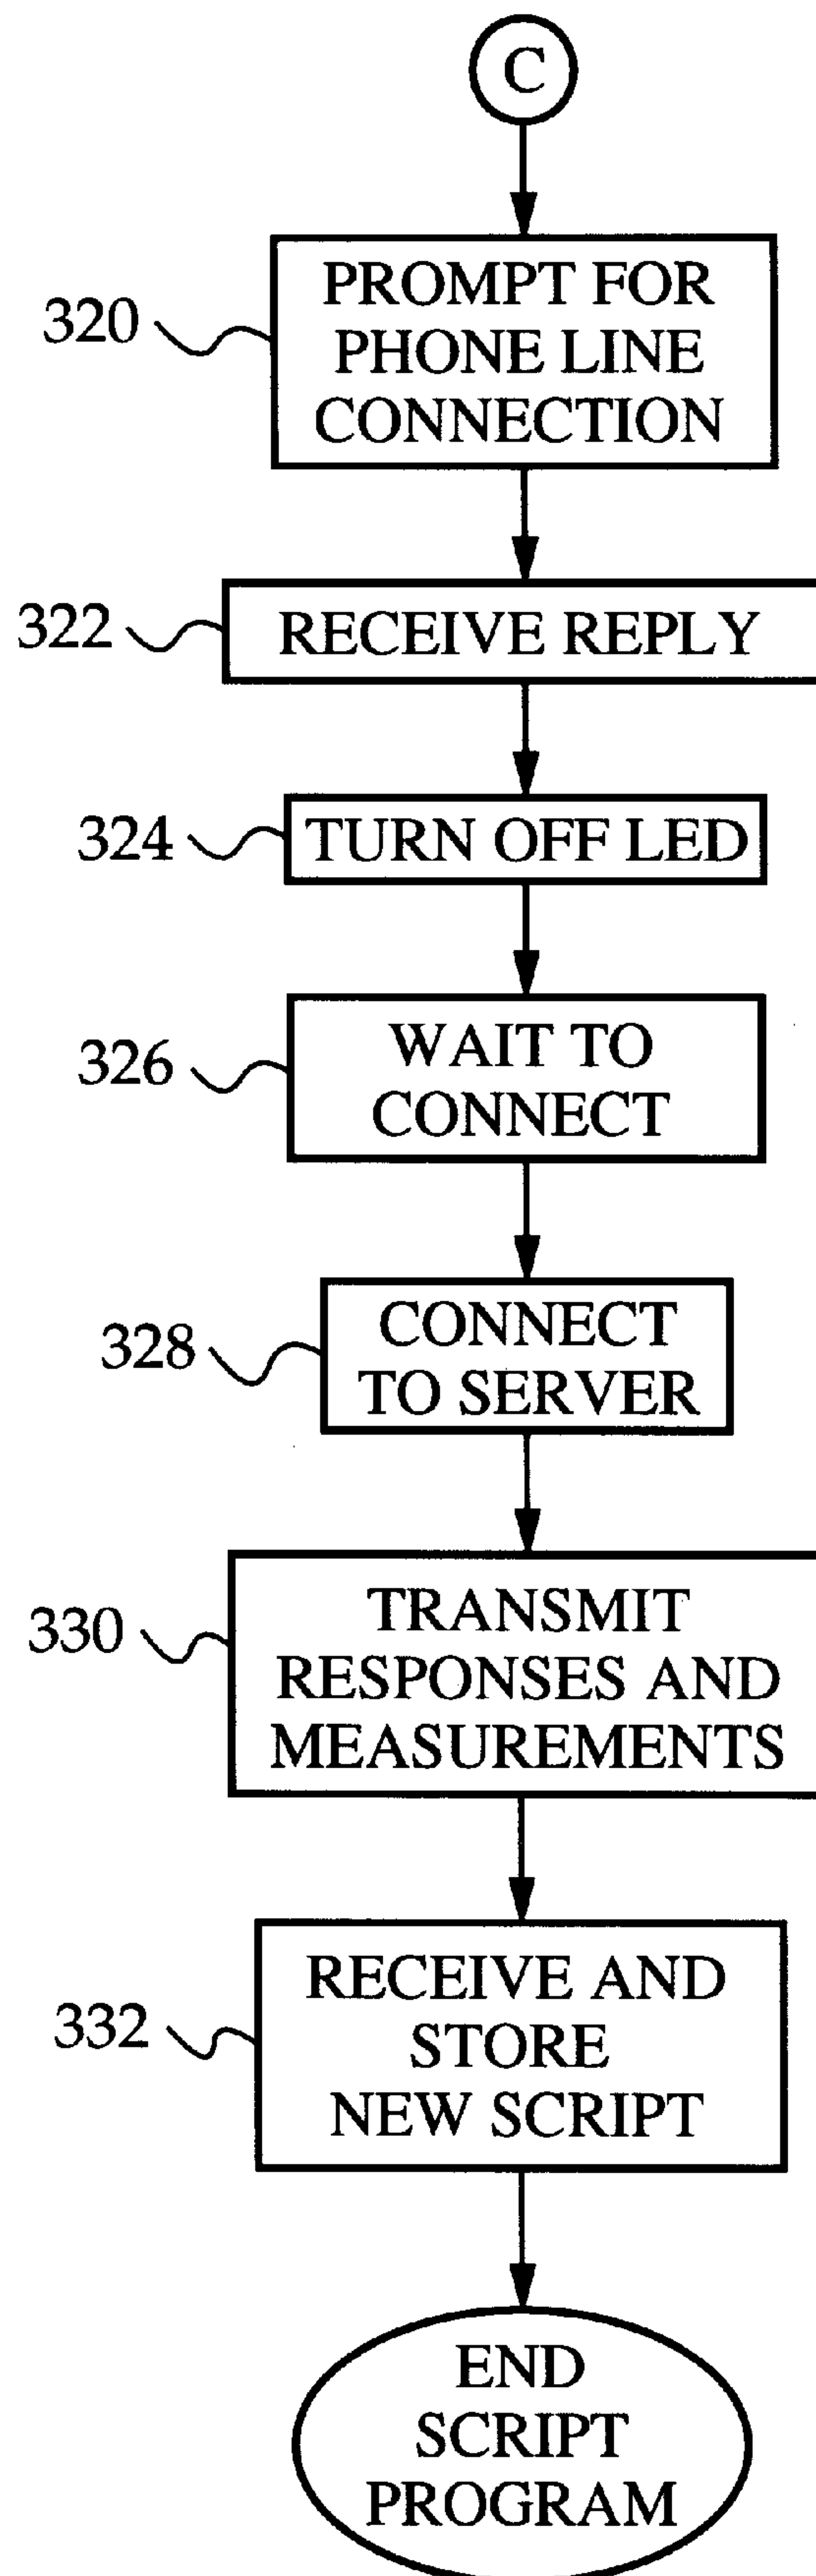 C
320
PROMPT FOR
PHONE LINE
CONNECTION
322
RECEIVE REPLY
324
TURN OFF LED
326
WAIT TO
CONNECT
328
CONNECT
TO SERVER
330
TRANSMIT
RESPONSES AND
MEASUREMENTS
332
RECEIVE AND
STORE
NEW SCRIPT
END
SCRIPT
PROGRAM